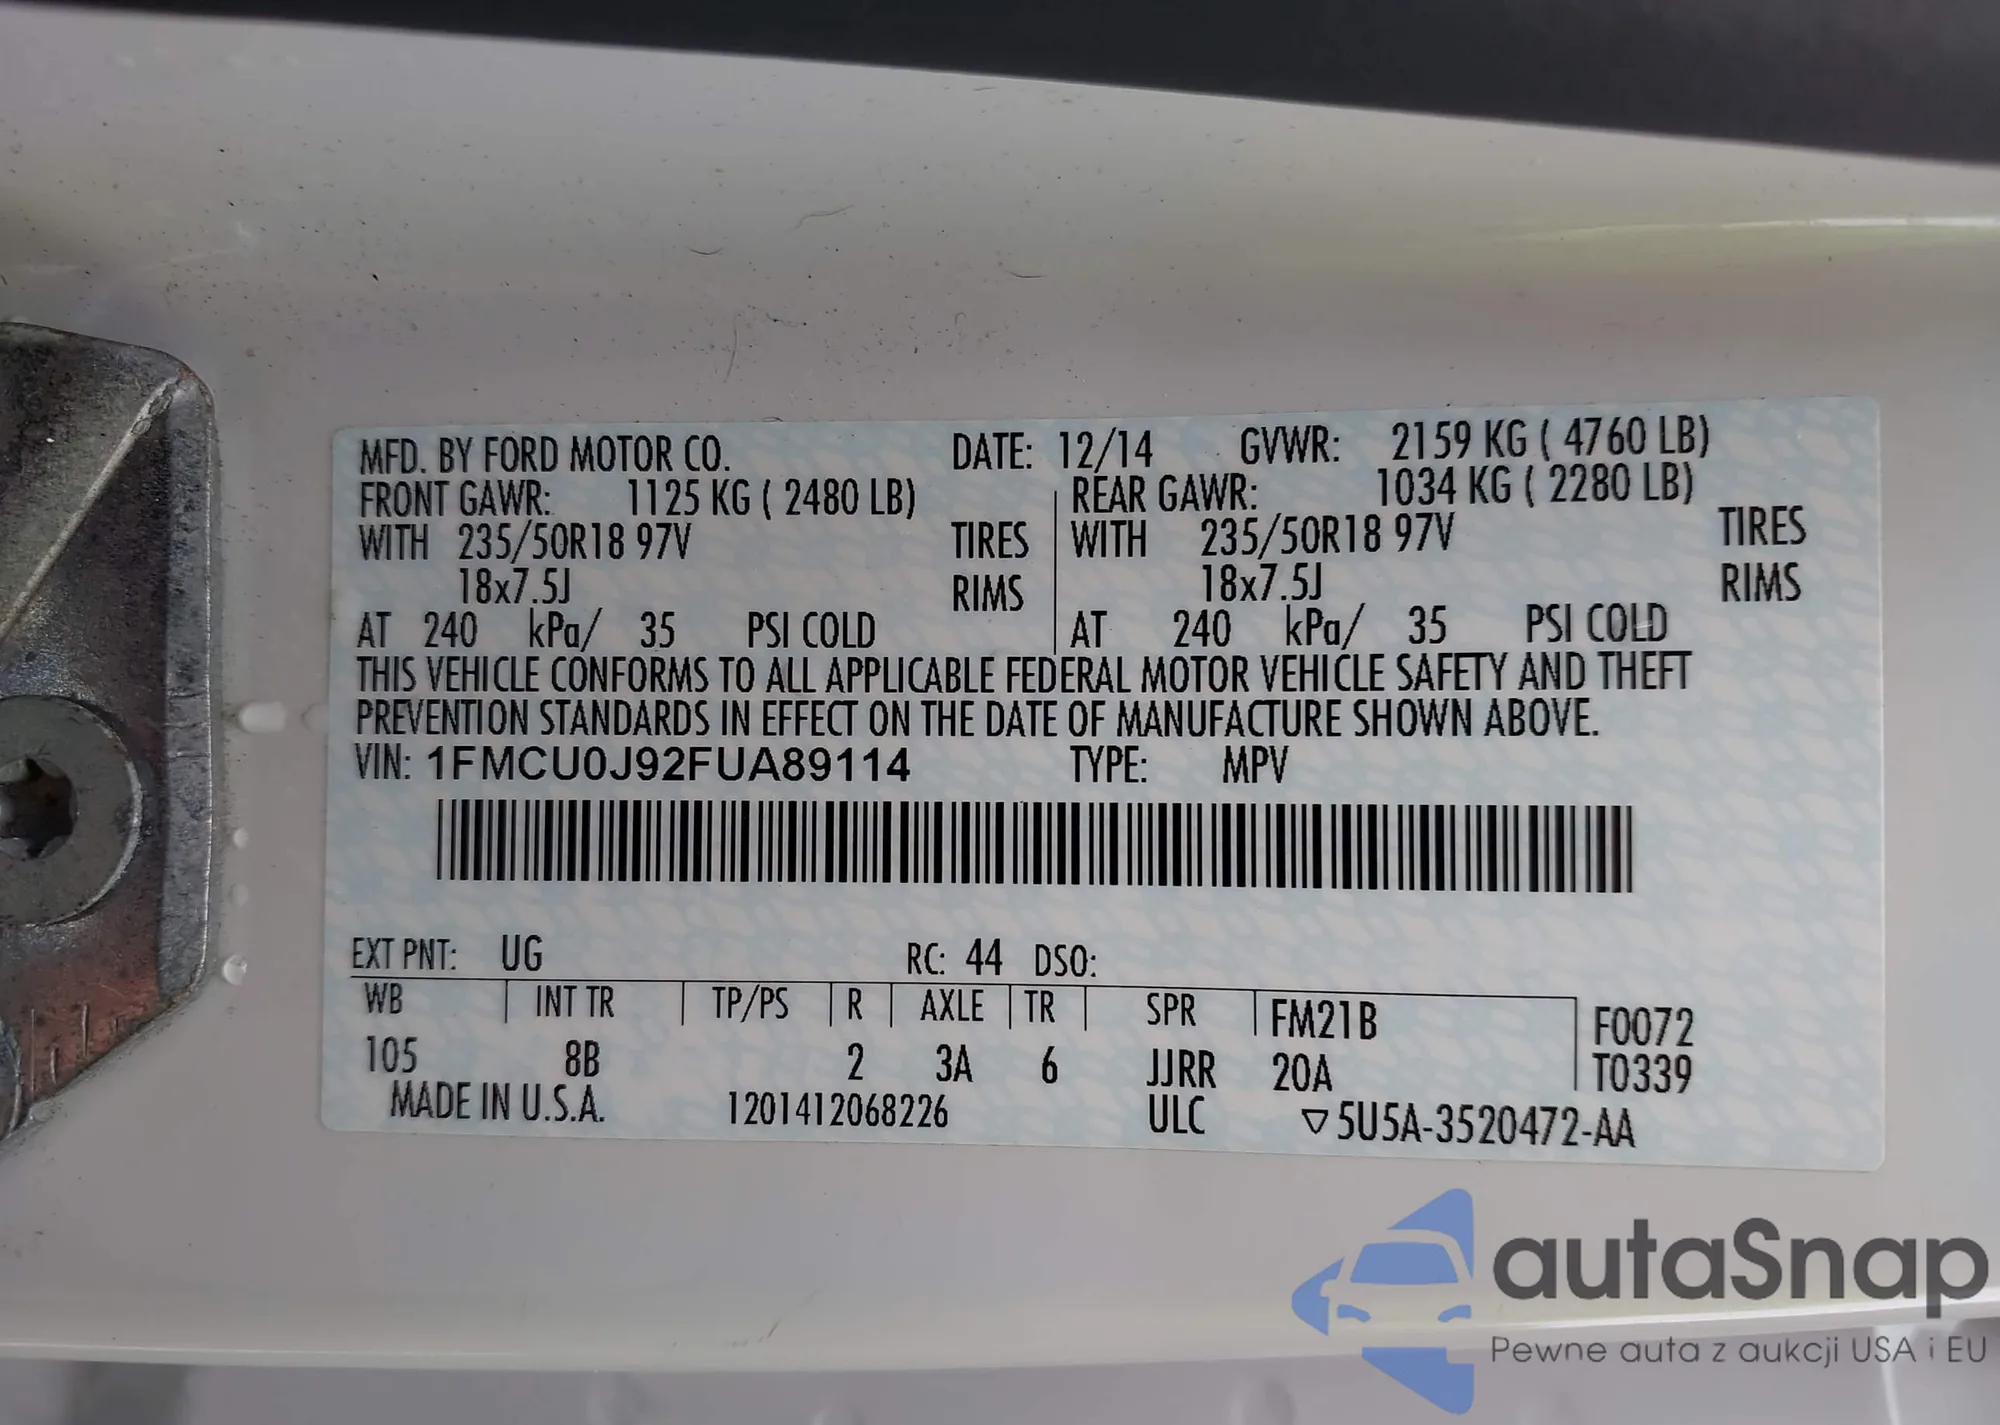 MFD. BY FORD MOTOR CO. DATE: 12/14 GVWR: 2159 KG ( 4760 LB)
FRONT GAWR: 1125 KG ( 2480 LB) REAR GAWR: 1034 KG ( 2280 LB)
WITH 235/50R18 97V TIRES WITH 235/50R18 97V TIRES
18x7.5J RIMS 18x7.5J RIMS
AT 240 kPa/ 35 PSI COLD AT 240 kPa/ 35 PSI COLD
THIS VEHICLE CONFORMS TO ALL APPLICABLE FEDERAL MOTOR VEHICLE SAFETY AND THEFT
PREVENTION STANDARDS IN EFFECT ON THE DATE OF MANUFACTURE SHOWN ABOVE.
VIN: 1FMCU0J92FUA89114 TYPE: MPV
EXT PNT: UG RC: 44 DSO:
WB INT TR TP/PS R AXLE TR SPR FM21B F0072
105 8B 2 3A 6 JJRR 20A T0339
MADE IN U.S.A. 1201412068226 ULC ▽5U5A-3520472-AA
autaSnap
Pewne auta z aukcji USA i EU